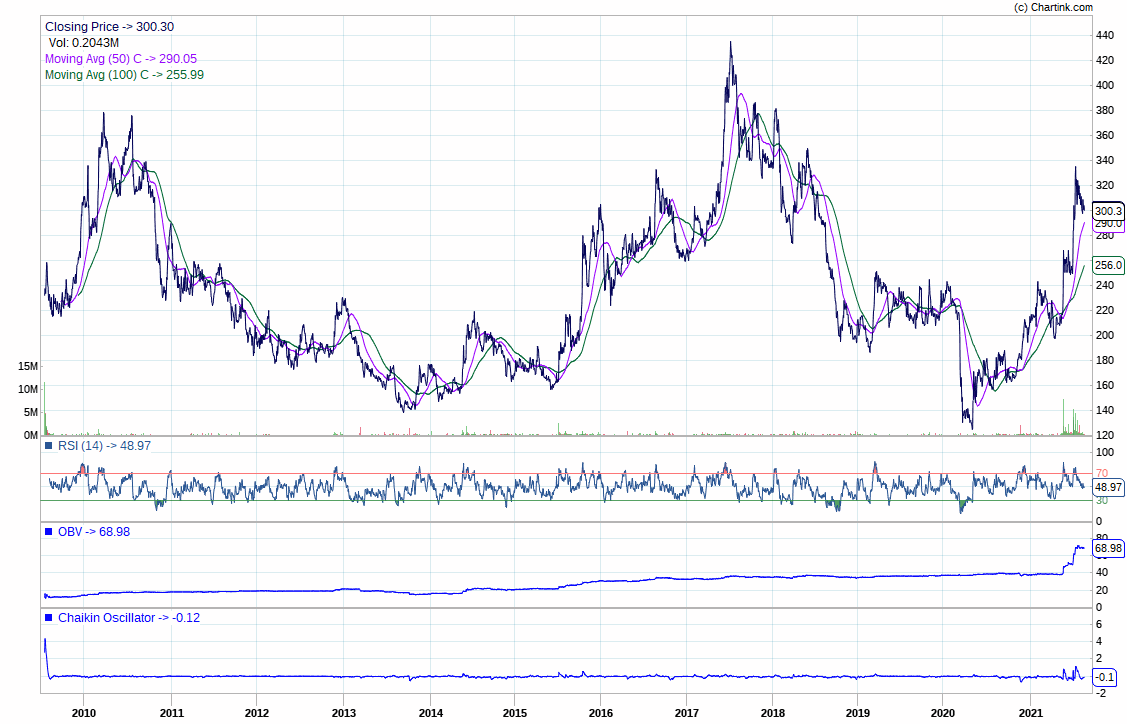 (c) Chartink.com
Closing Price -> 300.30
Vol: 0.2043M
Moving Avg (50) C -> 290.05
Moving Avg (100) C -> 255.99
440
420
400
380
360
340
320
300.3
290.0
280
256.0
240
220
200
180
160
140
120
15M
10M
5M
0M
RSI (14) -> 48.97
100
70
48.97
30
0
OBV -> 68.98
80
68.98
40
20
0
Chaikin Oscillator -> -0.12
6
4
2
-0.1
-2
2010 2011 2012 2013 2014 2015 2016 2017 2018 2019 2020 2021